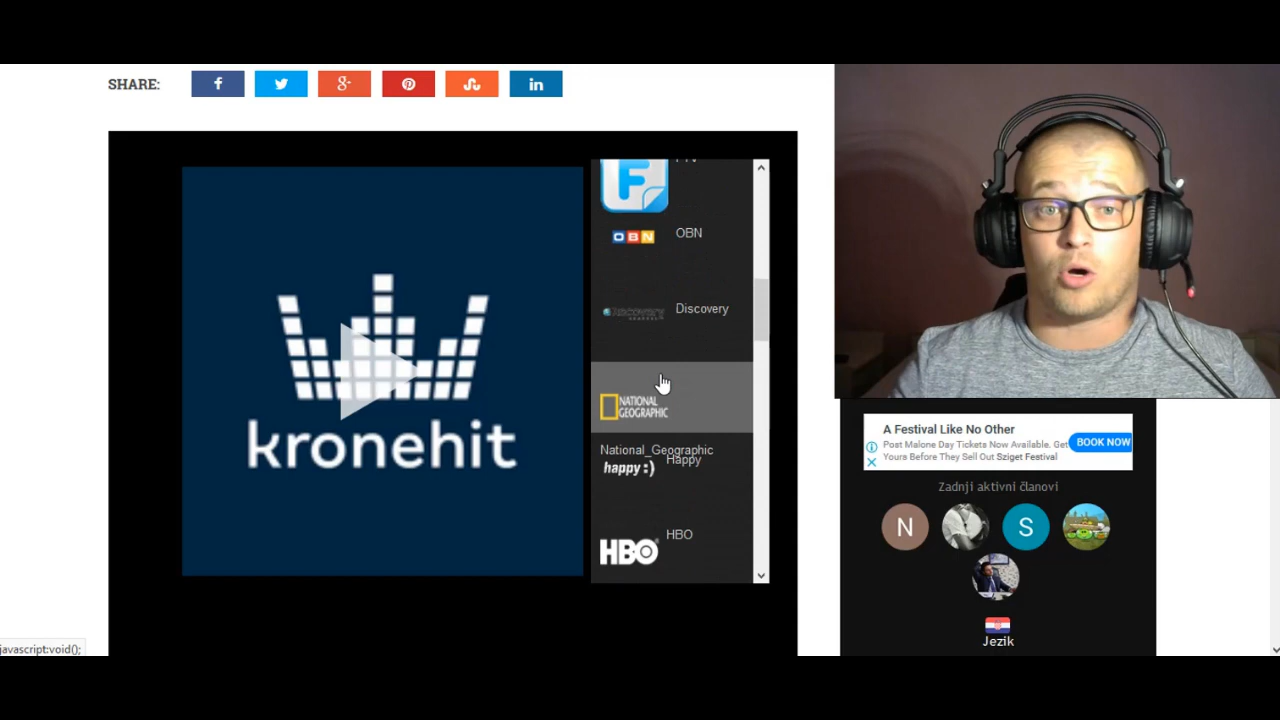 SHARE:
f
g+
in
F
OBN
OBN
DISCOVERY
Discovery
NATIONAL
GEOGRAPHIC
National_Geographic
happy:)
Happy
HBO
HBO
kronehit
A Festival Like No Other
Post Malone Day Tickets Now Available. Get
Yours Before They Sell Out Sziget Festival
BOOK NOW
Zadnji aktivni članovi
N
S
Jezik
javascript:void();